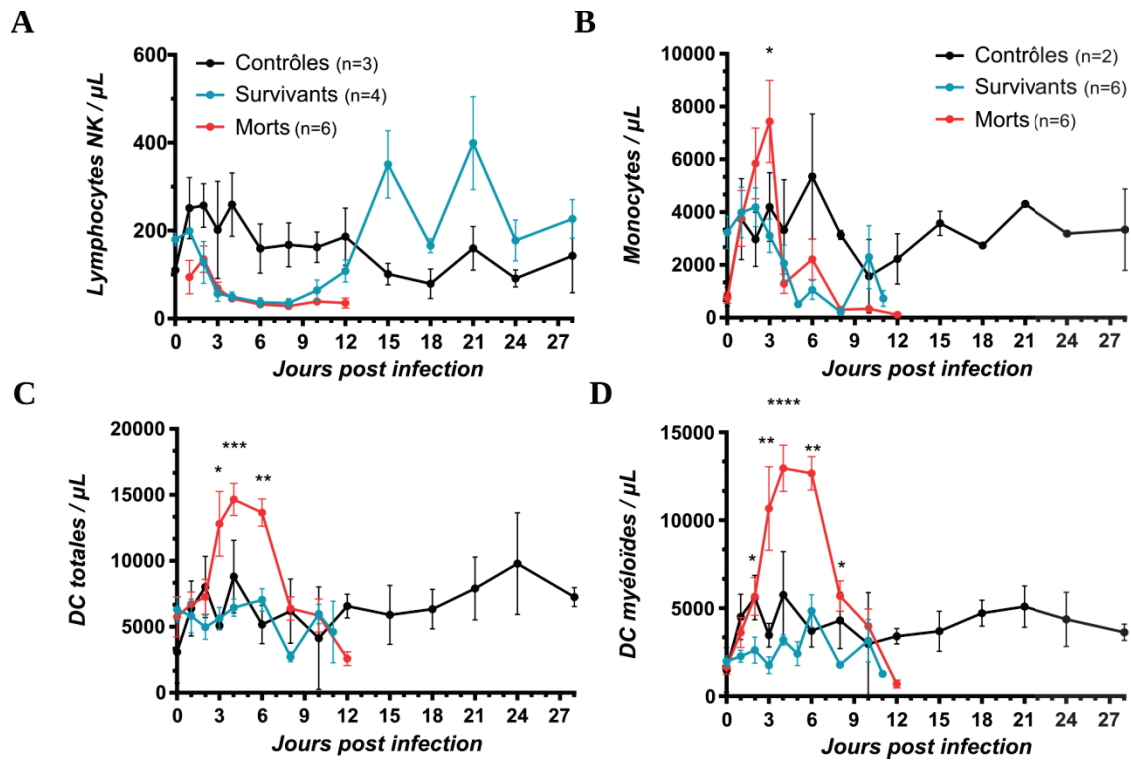 A
Lymphocytes NK / µL
600
400
200
0
Contrôles (n=3)
Survivants (n=4)
Morts (n=6)
0 3 6 9 12 15 18 21 24 27
Jours post infection
B
Monocytes / µL
10000
8000
6000
4000
2000
0
*
Contrôles (n=2)
Survivants (n=6)
Morts (n=6)
0 3 6 9 12 15 18 21 24 27
Jours post infection
C
DC totales / µL
20000
15000
10000
5000
0
* *** **
0 3 6 9 12 15 18 21 24 27
Jours post infection
D
DC myéloïdes / µL
15000
10000
5000
0
* ** **** ** *
0 3 6 9 12 15 18 21 24 27
Jours post infection